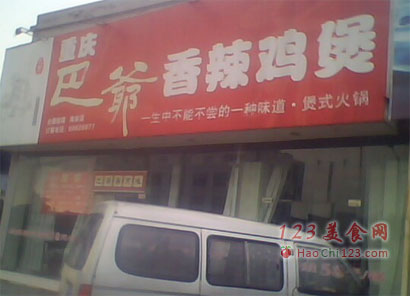 重庆
巴爷
香辣鸡煲
一生中不能不尝的一种味道·煲式火锅
123美食网
HaoChi123.com